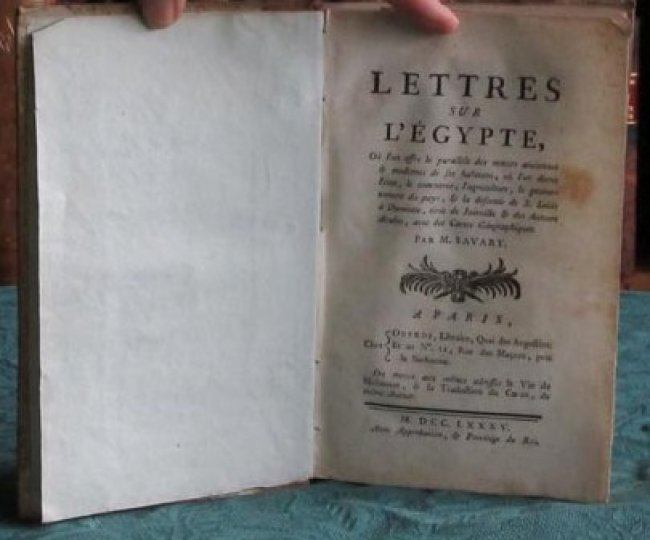 LETTRES
SUR
L'ÉGYPTE,
Où l'on offre le parallèle des mœurs anciennes
& modernes de ses habitans, où l'on décrit
l'état, le commerce, l'agriculture, le gouver-
nement du pays, & la descente de S. Louis
à Damiette, tirée de Joinville & des Auteurs
Arabes, avec des Cartes Géographiques.
PAR M. SAVARY.
A PARIS,
Chez ONFROI, Libraire, Quai des Augustins;
Et au No. 11, Rue des Maçons, près
la Sorbonne.
On trouve aux mêmes adresses la Vie de
Mahomet, & la Traduction du Coran, du
même Auteur.
M. DCC. LXXXV.
Avec Approbation, & Privilège du Roi.